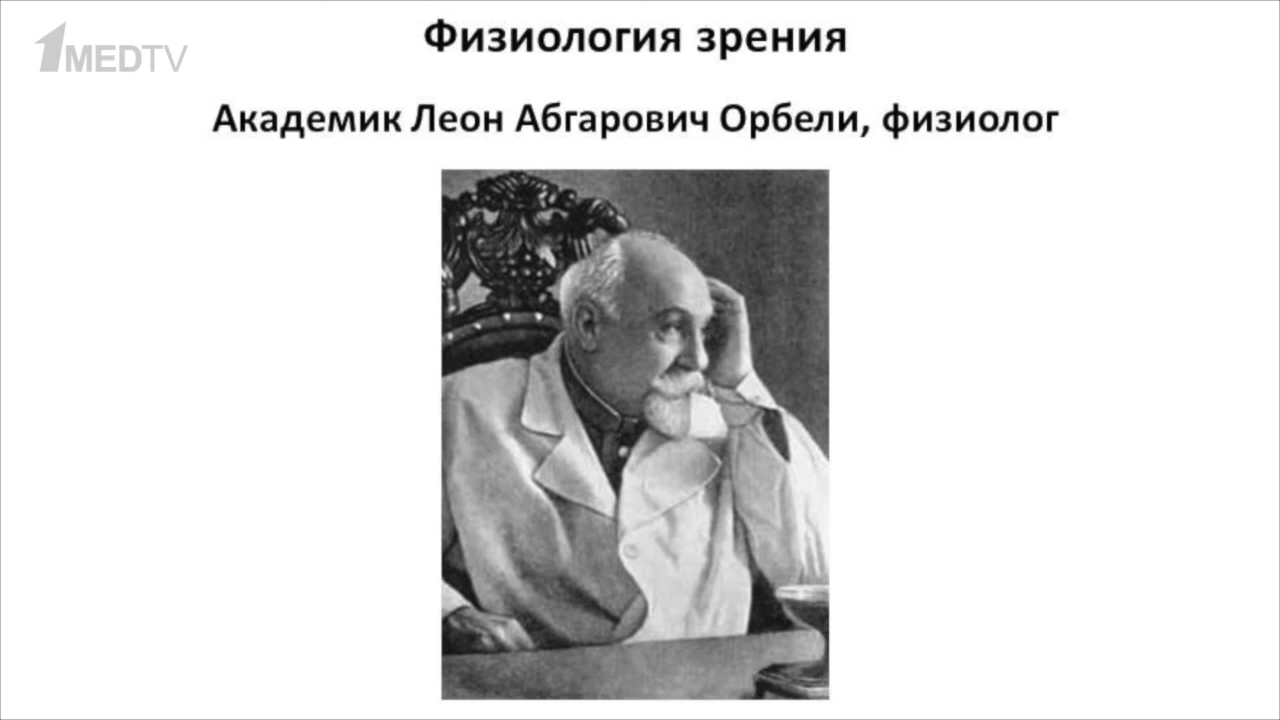 1MEDTV
Физиология зрения
Академик Леон Абгарович Орбели, физиолог